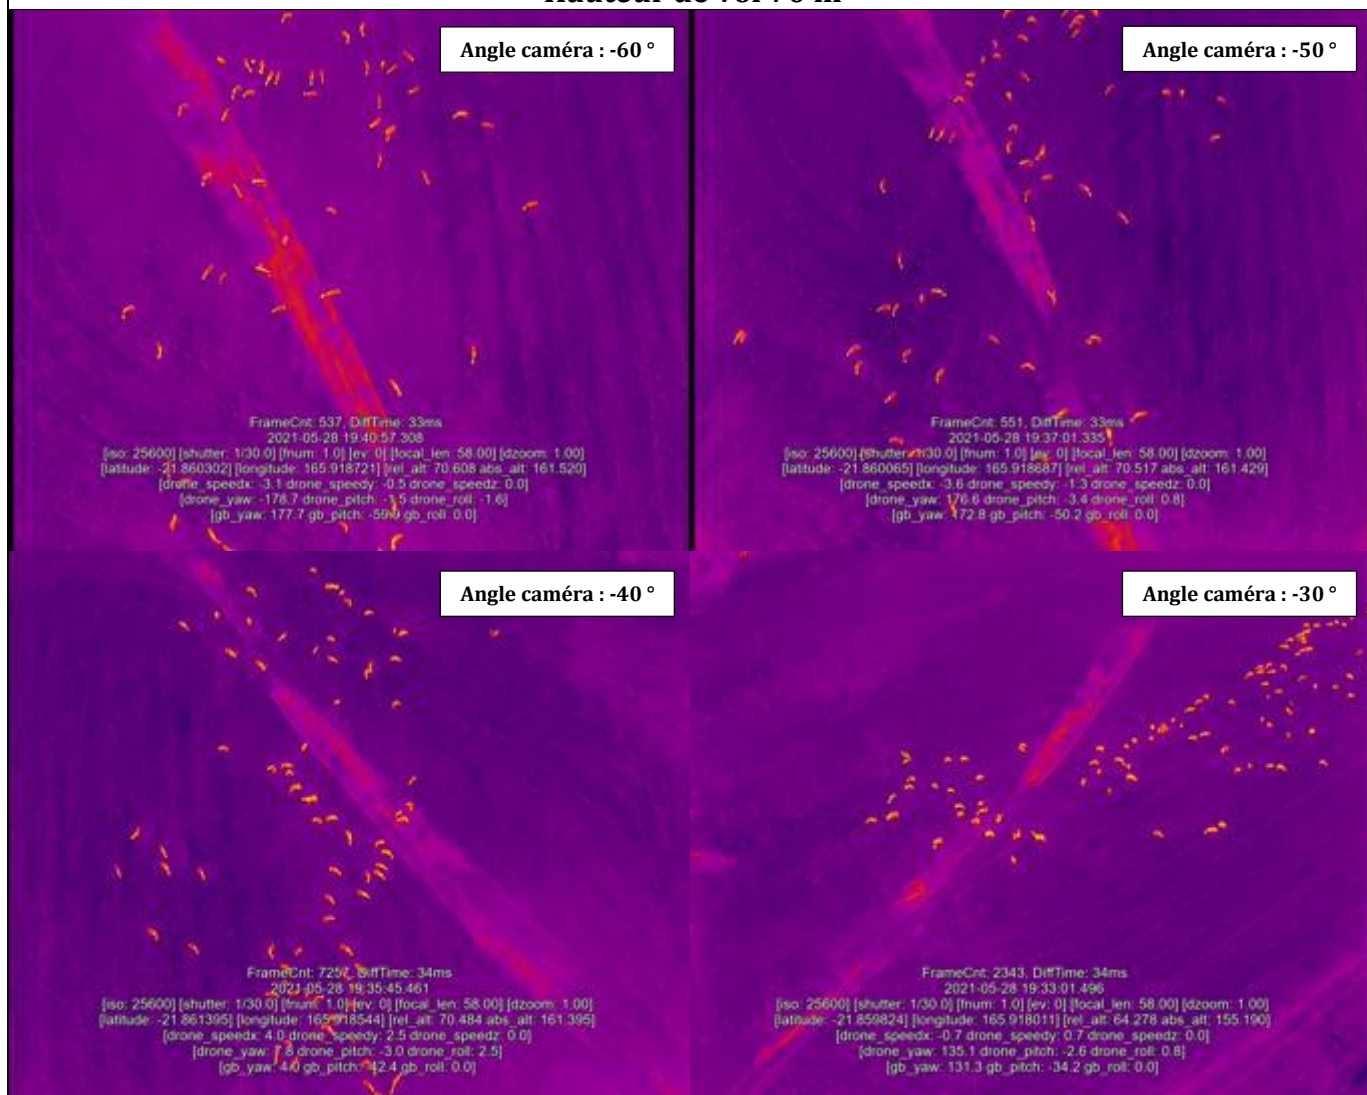 Hauteur de vol 70 m
Angle caméra : -60 °
FrameCnt: 537, DiffTime: 33ms
2021-05-28 19:40:57.308
[iso: 25600] [shutter: 1/30.0] [fnum: 1.0] [ev: 0] [focal_len: 58.00] [dzoom: 1.00]
[latitude: -21.860302] [longitude: 165.918721] [rel_alt: 70.608 abs_alt: 161.520]
[drone_speedx: -3.1 drone_speedy: -0.5 drone_speedz: 0.0]
[drone_yaw: -178.7 drone_pitch: -1.5 drone_roll: -1.6]
[gb_yaw: 177.7 gb_pitch: -59.9 gb_roll: 0.0]
Angle caméra : -50 °
FrameCnt: 551, DiffTime: 33ms
2021-05-28 19:37:01.335
[iso: 25600] [shutter: 1/30.0] [fnum: 1.0] [ev: 0] [focal_len: 58.00] [dzoom: 1.00]
[latitude: -21.860065] [longitude: 165.918687] [rel_alt: 70.517 abs_alt: 161.429]
[drone_speedx: -3.6 drone_speedy: -1.3 drone_speedz: 0.0]
[drone_yaw: 176.6 drone_pitch: -3.4 drone_roll: 0.8]
[gb_yaw: 172.8 gb_pitch: -50.2 gb_roll: 0.0]
Angle caméra : -40 °
FrameCnt: 7257, DiffTime: 34ms
2021-05-28 19:35:45.461
[iso: 25600] [shutter: 1/30.0] [fnum: 1.0] [ev: 0] [focal_len: 58.00] [dzoom: 1.00]
[latitude: -21.861395] [longitude: 165.918544] [rel_alt: 70.484 abs_alt: 161.395]
[drone_speedx: 4.0 drone_speedy: 2.5 drone_speedz: 0.0]
[drone_yaw: 7.8 drone_pitch: -3.0 drone_roll: 2.5]
[gb_yaw: 4.0 gb_pitch: -42.4 gb_roll: 0.0]
Angle caméra : -30 °
FrameCnt: 2343, DiffTime: 34ms
2021-05-28 19:33:01.496
[iso: 25600] [shutter: 1/30.0] [fnum: 1.0] [ev: 0] [focal_len: 58.00] [dzoom: 1.00]
[latitude: -21.859824] [longitude: 165.918011] [rel_alt: 64.278 abs_alt: 155.190]
[drone_speedx: -0.7 drone_speedy: 0.7 drone_speedz: 0.0]
[drone_yaw: 135.1 drone_pitch: -2.6 drone_roll: 0.8]
[gb_yaw: 131.3 gb_pitch: -34.2 gb_roll: 0.0]